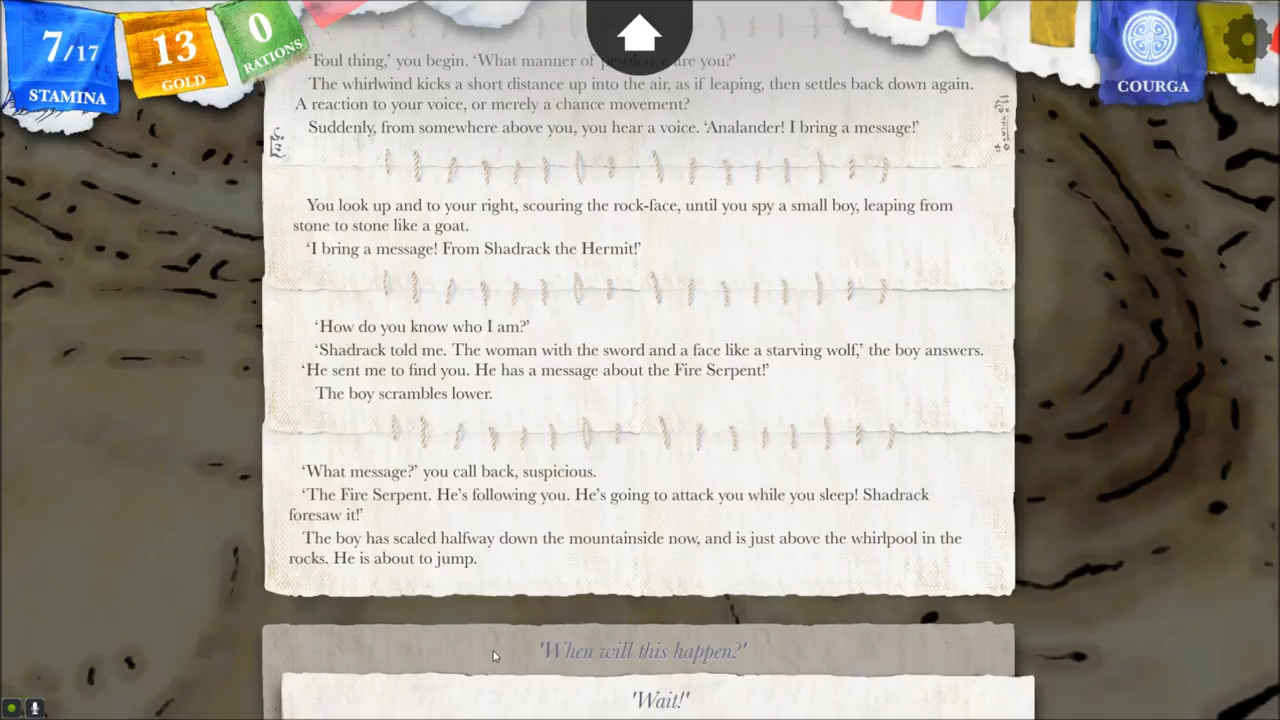 7/17
STAMINA
13
GOLD
0
RATIONS
COURGA
‘Foul thing,’ you begin. ‘What manner of are you?’
The whirlwind kicks a short distance up into the air, as if leaping, then settles back down again.
A reaction to your voice, or merely a chance movement?
Suddenly, from somewhere above you, you hear a voice. ‘Analander! I bring a message!’
You look up and to your right, scouring the rock-face, until you spy a small boy, leaping from
stone to stone like a goat.
‘I bring a message! From Shadrack the Hermit!’
‘How do you know who I am?’
‘Shadrack told me. The woman with the sword and a face like a starving wolf,’ the boy answers.
‘He sent me to find you. He has a message about the Fire Serpent!’
The boy scrambles lower.
‘What message?’ you call back, suspicious.
‘The Fire Serpent. He’s following you. He’s going to attack you while you sleep! Shadrack
foresaw it!’
The boy has scaled halfway down the mountainside now, and is just above the whirlpool in the
rocks. He is about to jump.
'When will this happen?'
'Wait!'